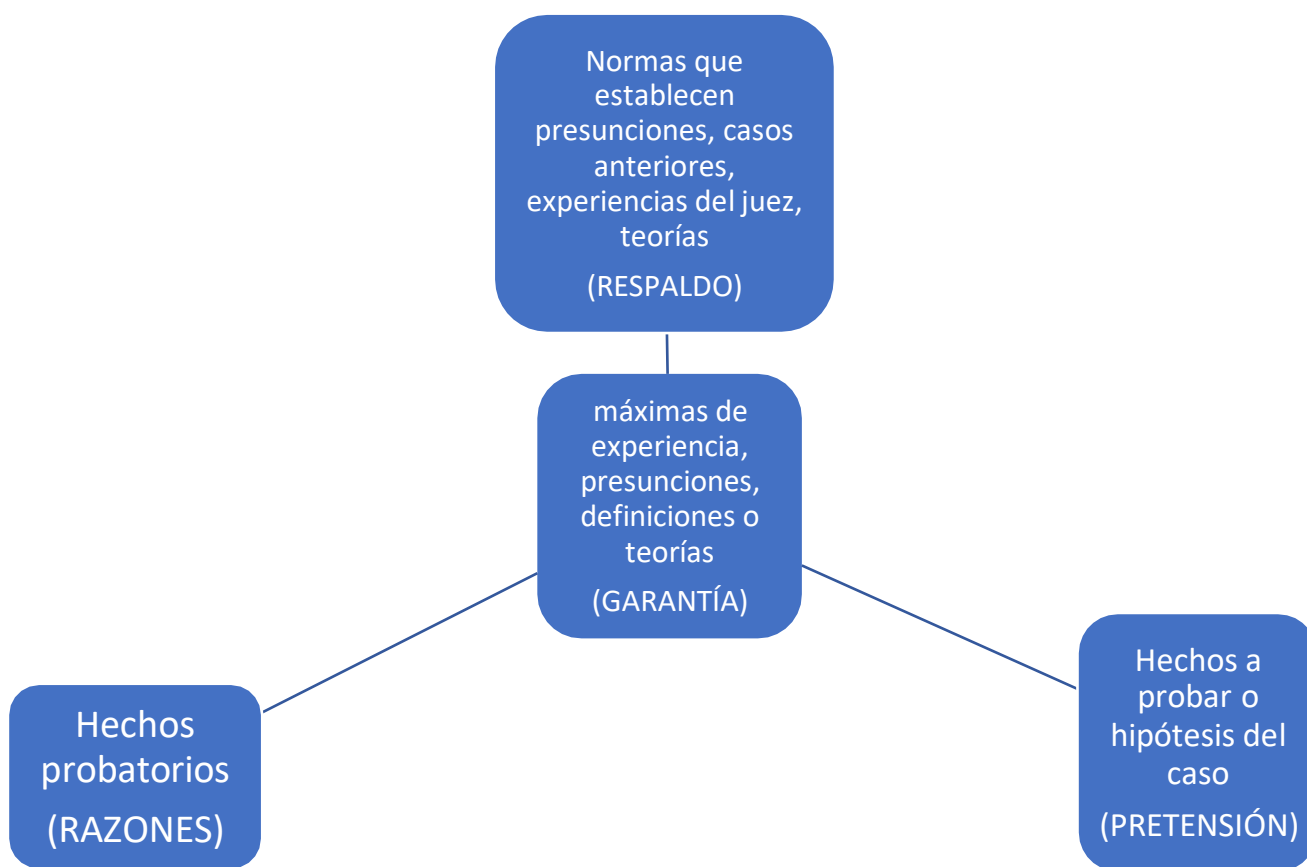 Normas que
establecen
presunciones, casos
anteriores,
experiencias del juez,
teorías
(RESPALDO)
máximas de
experiencia,
presunciones,
definiciones o
teorías
(GARANTÍA)
Hechos
probatorios
(RAZONES)
Hechos a
probar o
hipótesis del
caso
(PRETENSIÓN)